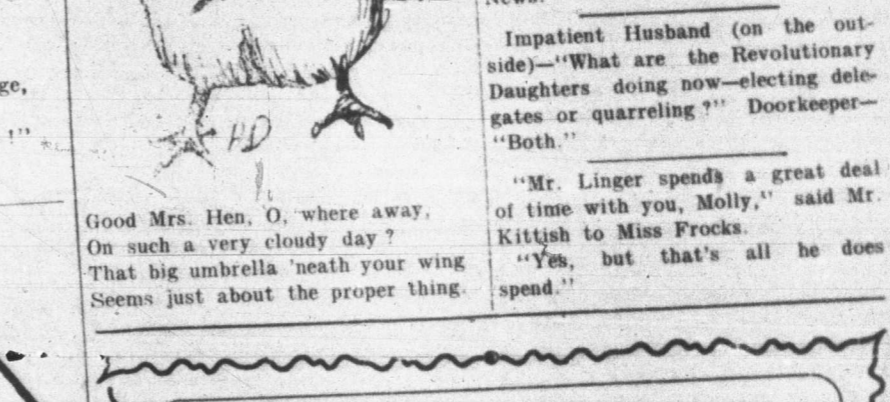 ge,
!"
HD
Good Mrs. Hen, O, where away,
On such a very cloudy day?
That big umbrella 'neath your wing
Seems just about the proper thing.
News.
Impatient Husband (on the out-
side)—"What are the Revolutionary
Daughters doing now—electing dele-
gates or quarreling?" Doorkeeper—
"Both."
"Mr. Linger spends a great deal
of time with you, Molly," said Mr.
Kittish to Miss Frocks.
"Yes, but that's all he does
spend."